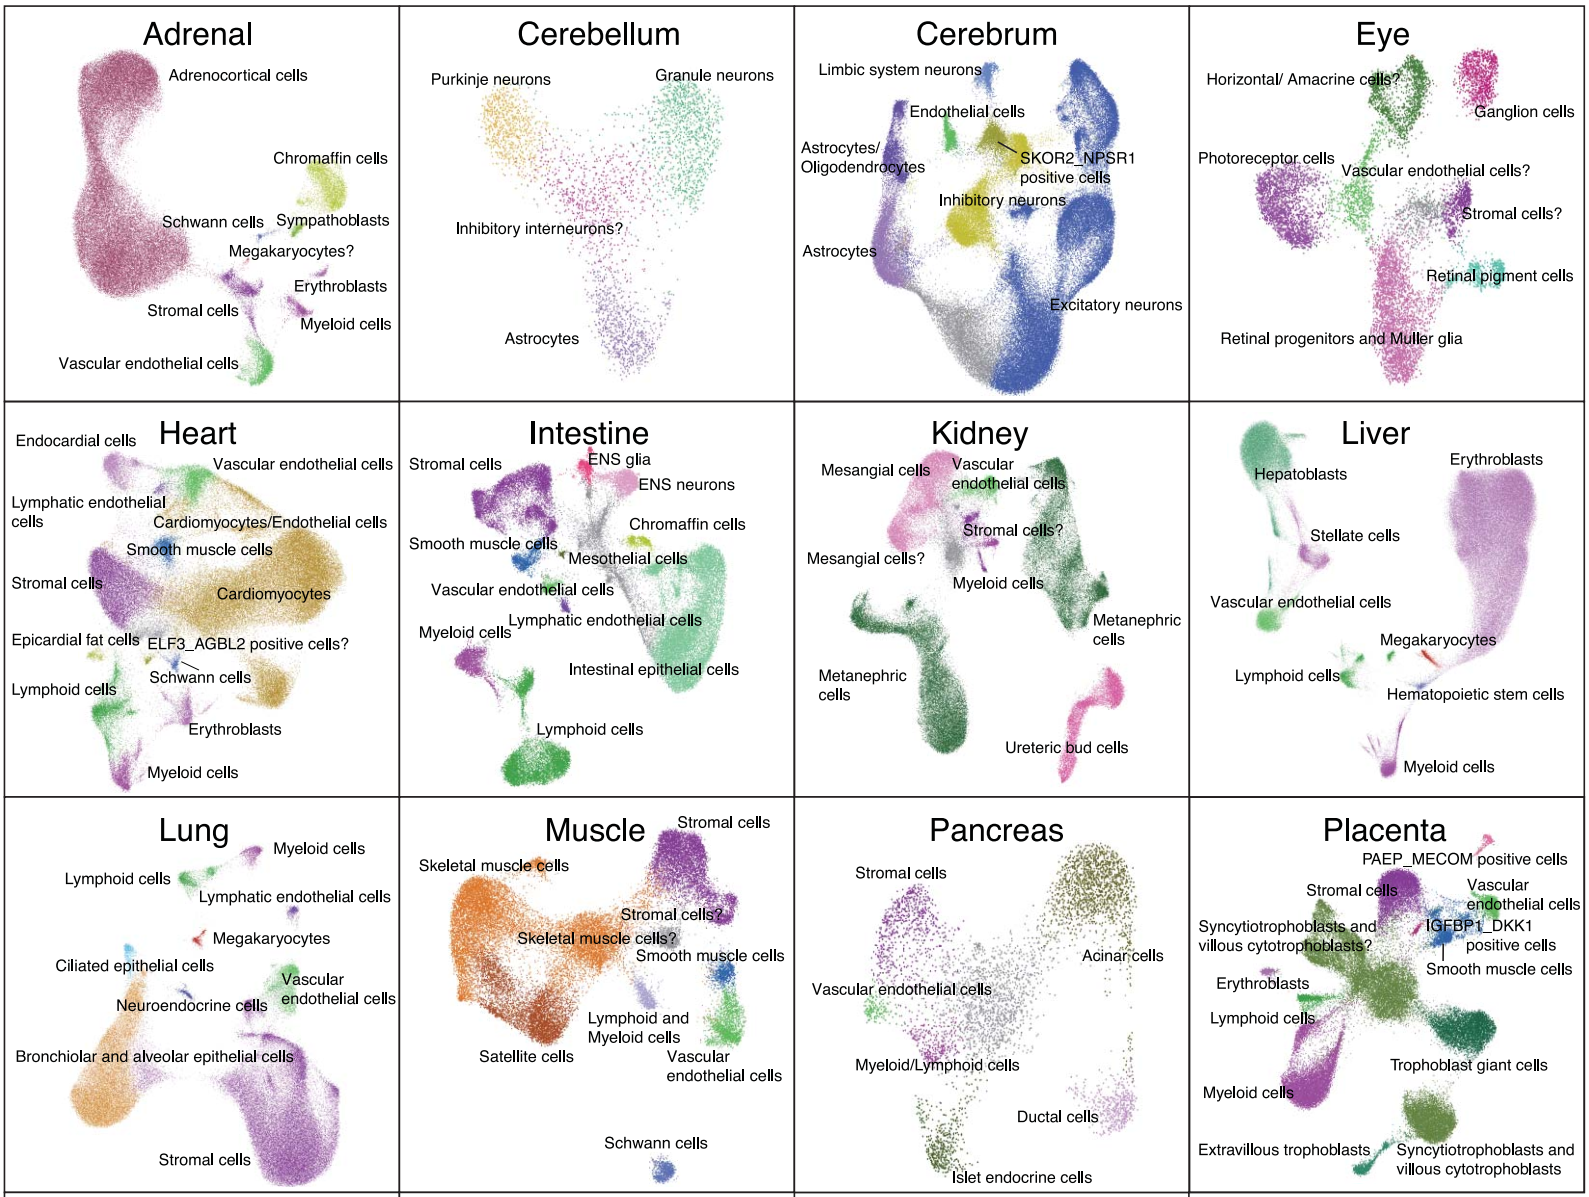 Adrenal
Adrenocortical cells
Chromaffin cells
Schwann cells
Sympathoblasts
Megakaryocytes?
Erythroblasts
Stromal cells
Myeloid cells
Vascular endothelial cells
Cerebellum
Purkinje neurons
Granule neurons
Inhibitory interneurons?
Astrocytes
Cerebrum
Limbic system neurons
Endothelial cells
Astrocytes/
Oligodendrocytes
SKOR2_NPSR1
positive cells
Inhibitory neurons
Astrocytes
Excitatory neurons
Eye
Horizontal/ Amacrine cells?
Ganglion cells
Photoreceptor cells
Vascular endothelial cells?
Stromal cells?
Retinal pigment cells
Retinal progenitors and Muller glia
Heart
Endocardial cells
Vascular endothelial cells
Lymphatic endothelial
cells
Cardiomyocytes/Endothelial cells
Smooth muscle cells
Stromal cells
Cardiomyocytes
Epicardial fat cells
ELF3_AGBL2 positive cells?
Schwann cells
Lymphoid cells
Erythroblasts
Myeloid cells
Intestine
Stromal cells
ENS glia
ENS neurons
Chromaffin cells
Smooth muscle cells
Mesothelial cells
Vascular endothelial cells
Lymphatic endothelial cells
Myeloid cells
Intestinal epithelial cells
Lymphoid cells
Kidney
Mesangial cells
Vascular
endothelial cells
Stromal cells?
Mesangial cells?
Myeloid cells
Metanephric
cells
Metanephric
cells
Ureteric bud cells
Liver
Erythroblasts
Hepatoblasts
Stellate cells
Vascular endothelial cells
Megakaryocytes
Lymphoid cells
Hematopoietic stem cells
Myeloid cells
Lung
Myeloid cells
Lymphoid cells
Lymphatic endothelial cells
Megakaryocytes
Ciliated epithelial cells
Vascular
endothelial cells
Neuroendocrine cells
Bronchiolar and alveolar epithelial cells
Stromal cells
Muscle
Stromal cells
Skeletal muscle cells
Stromal cells?
Skeletal muscle cells?
Smooth muscle cells
Lymphoid and
Myeloid cells
Satellite cells
Vascular
endothelial cells
Schwann cells
Pancreas
Stromal cells
Acinar cells
Vascular endothelial cells
Myeloid/Lymphoid cells
Ductal cells
Islet endocrine cells
Placenta
PAEP_MECOM positive cells
Stromal cells
Vascular
endothelial cells
Syncytiotrophoblasts and
villous cytotrophoblasts?
IGFBP1_DKK1
positive cells
Smooth muscle cells
Erythroblasts
Lymphoid cells
Trophoblast giant cells
Myeloid cells
Extravillous trophoblasts
Syncytiotrophoblasts and
villous cytotrophoblasts